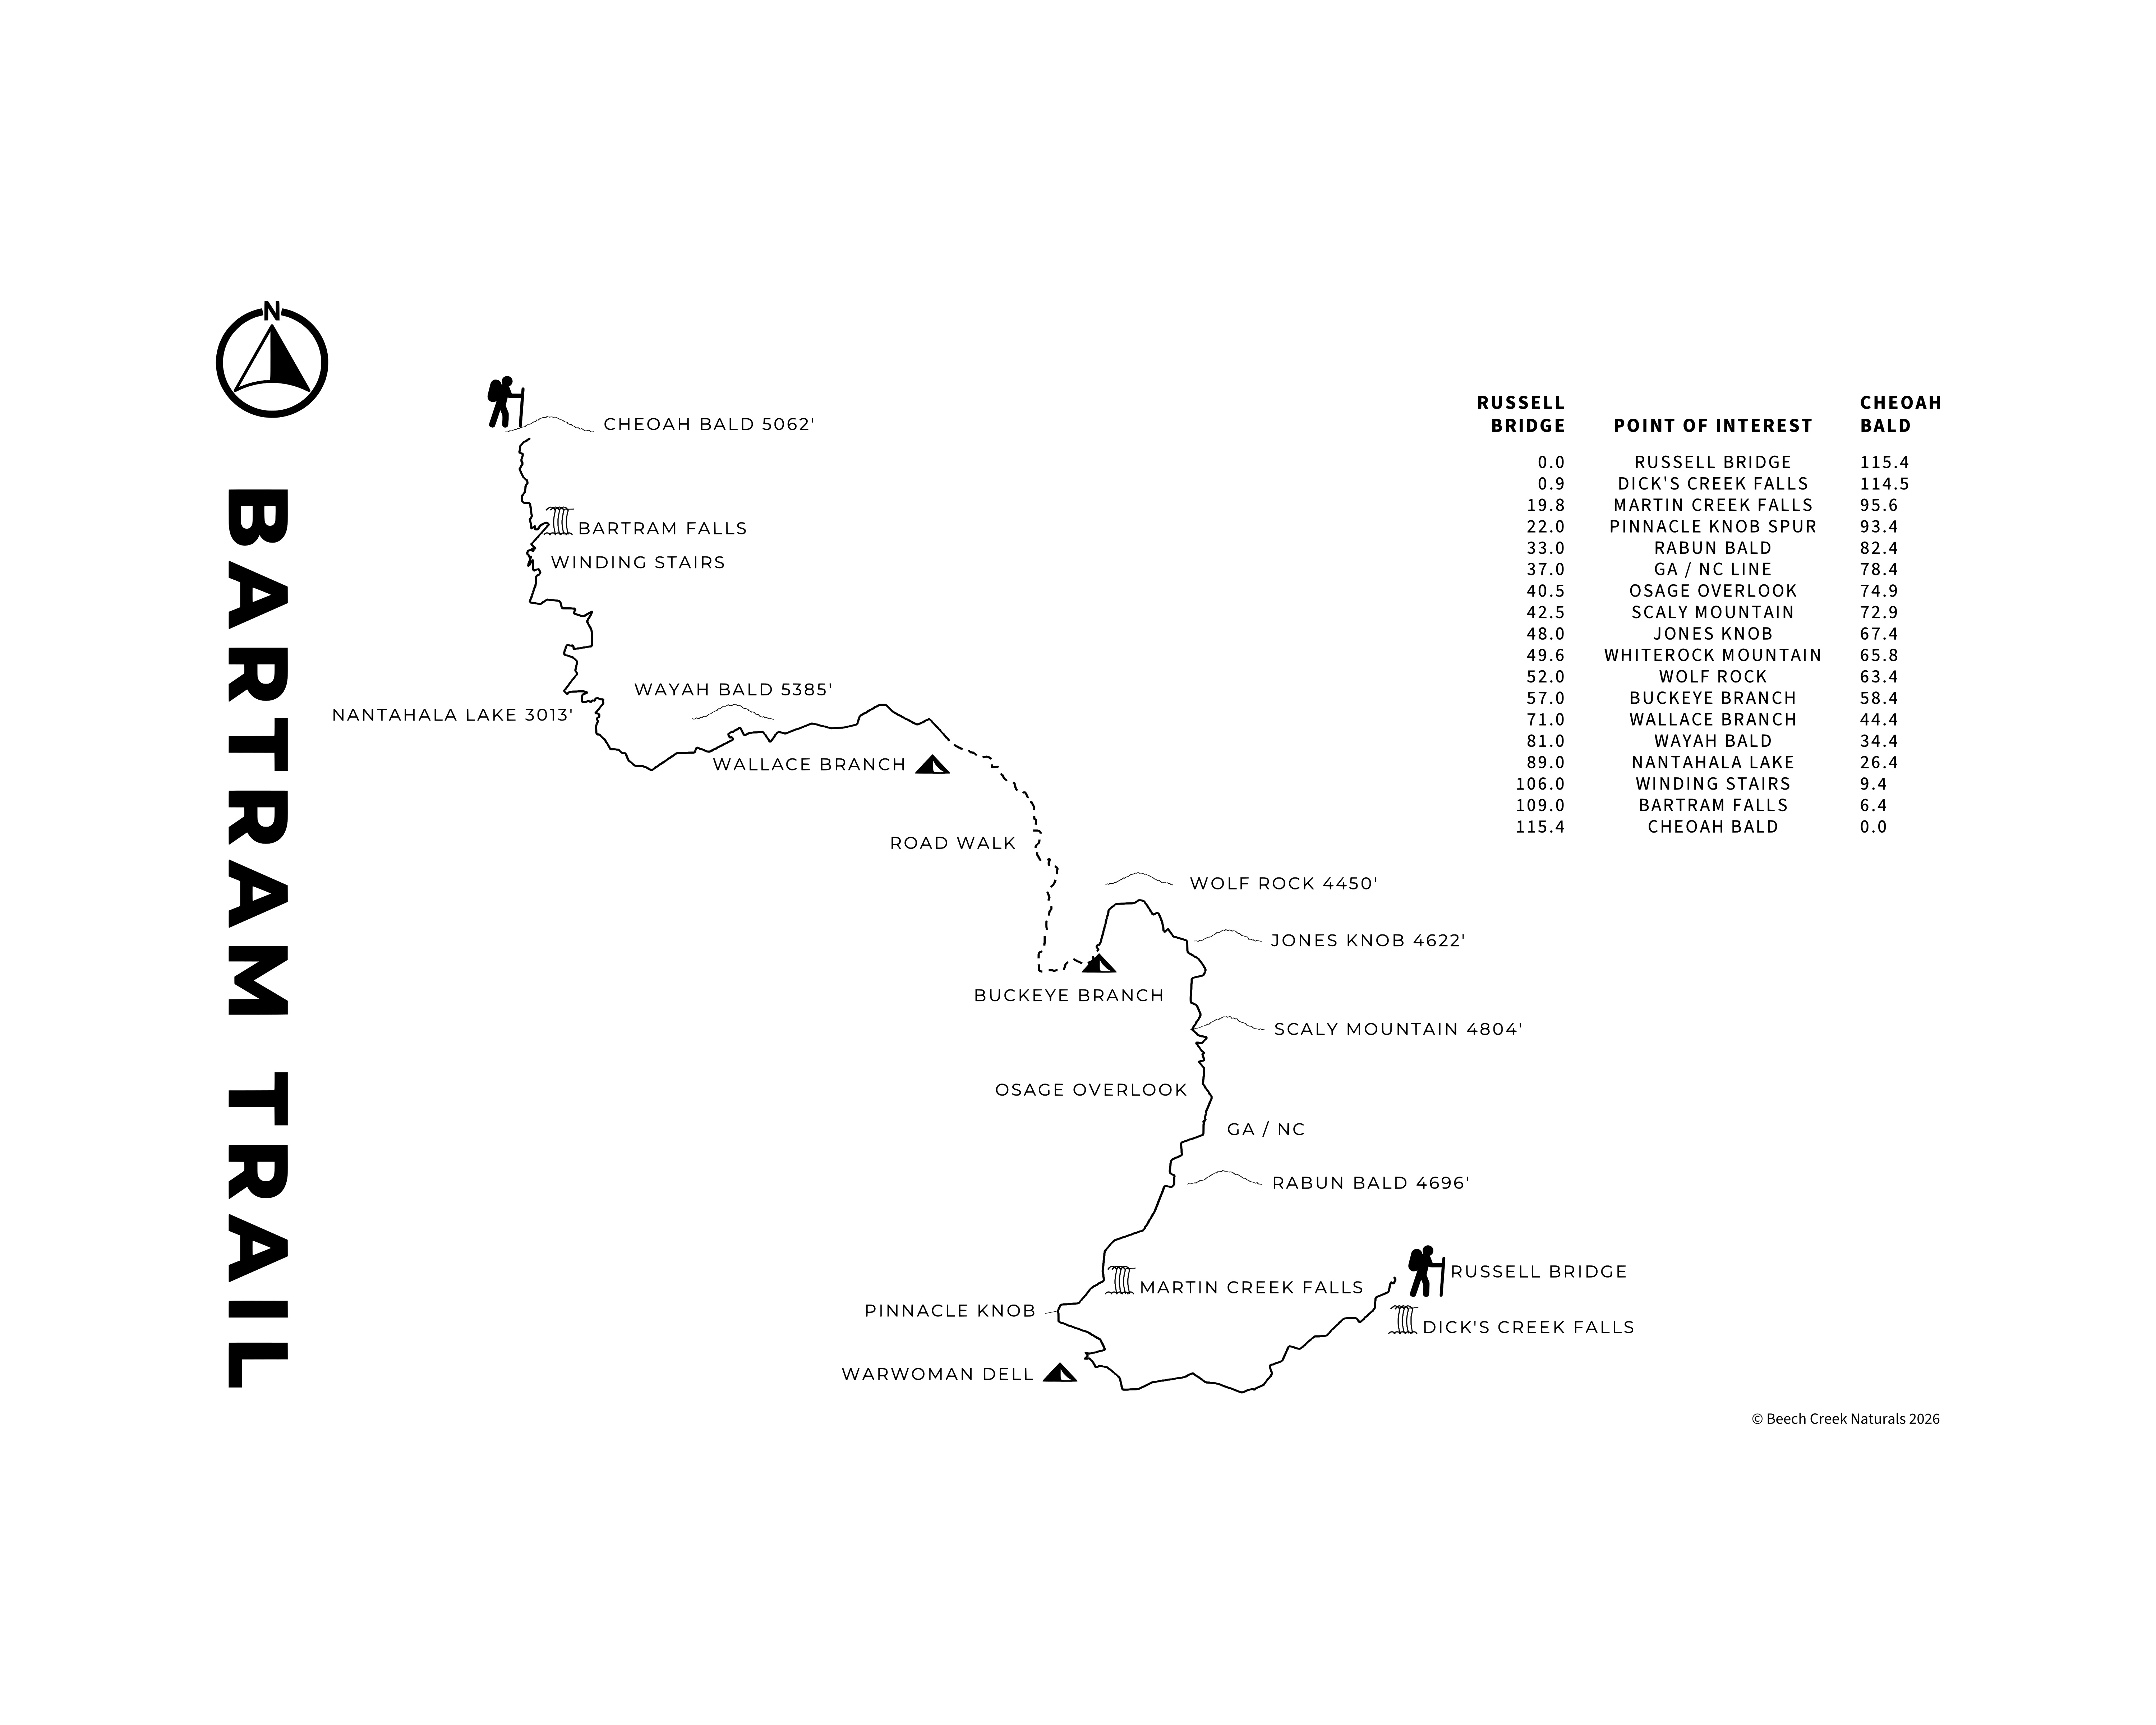 N
BARTRAM TRAIL
CHEOAH BALD 5062'
BARTRAM FALLS
WINDING STAIRS
WAYAH BALD 5385'
NANTAHALA LAKE 3013'
WALLACE BRANCH
ROAD WALK
WOLF ROCK 4450'
JONES KNOB 4622'
BUCKEYE BRANCH
SCALY MOUNTAIN 4804'
OSAGE OVERLOOK
GA / NC
RABUN BALD 4696'
RUSSELL BRIDGE
MARTIN CREEK FALLS
PINNACLE KNOB
DICK'S CREEK FALLS
WARWOMAN DELL
RUSSELL BRIDGE POINT OF INTEREST CHEOAH BALD
0.0 RUSSELL BRIDGE 115.4
0.9 DICK'S CREEK FALLS 114.5
19.8 MARTIN CREEK FALLS 95.6
22.0 PINNACLE KNOB SPUR 93.4
33.0 RABUN BALD 82.4
37.0 GA / NC LINE 78.4
40.5 OSAGE OVERLOOK 74.9
42.5 SCALY MOUNTAIN 72.9
48.0 JONES KNOB 67.4
49.6 WHITEROCK MOUNTAIN 65.8
52.0 WOLF ROCK 63.4
57.0 BUCKEYE BRANCH 58.4
71.0 WALLACE BRANCH 44.4
81.0 WAYAH BALD 34.4
89.0 NANTAHALA LAKE 26.4
106.0 WINDING STAIRS 9.4
109.0 BARTRAM FALLS 6.4
115.4 CHEOAH BALD 0.0
© Beech Creek Naturals 2026